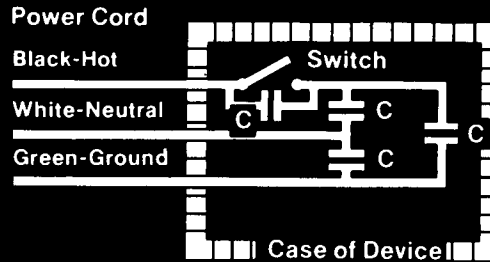 Power Cord
Black-Hot
Switch
White-Neutral
C
C
C
Green-Ground
C
Case of Device